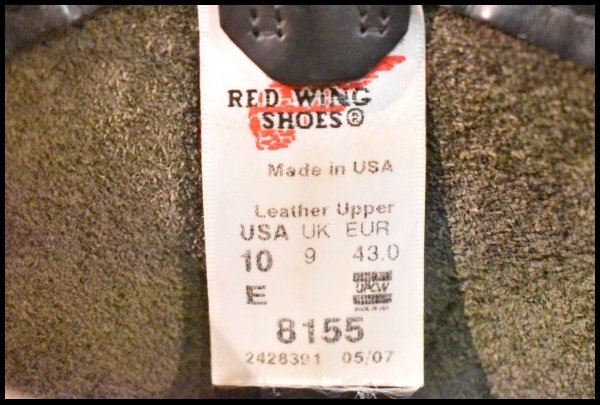 RED WING
SHOES®
Made in USA
Leather Upper
USA UK EUR
10 9 43.0
E UFCW
8155
2428391 05/07